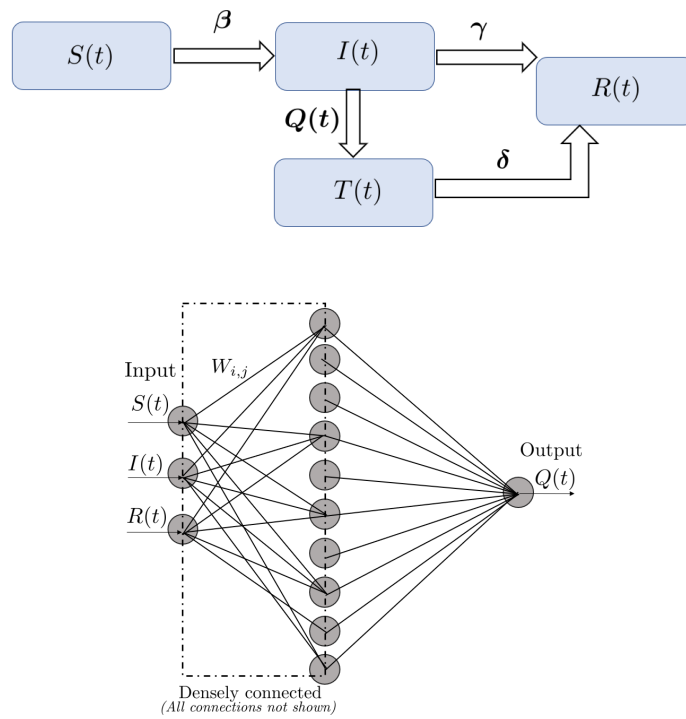 β
γ
S(t)
I(t)
R(t)
Q(t)
δ
T(t)
Input
W_{i,j}
S(t)
Output
I(t)
Q(t)
R(t)
Densely connected
(All connections not shown)